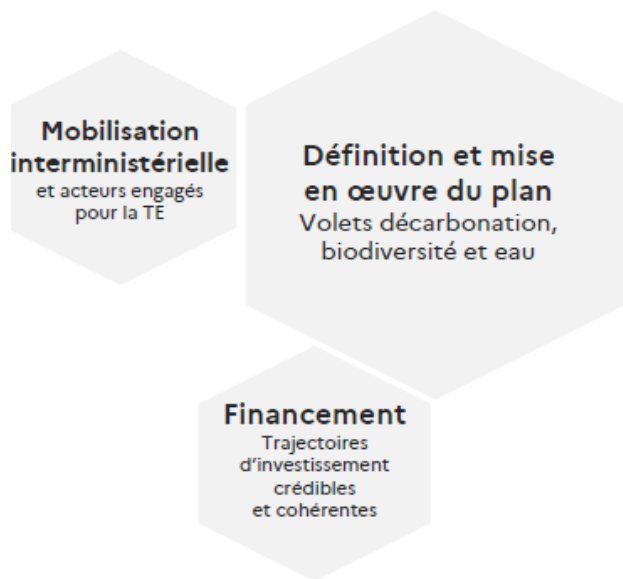 Mobilisation
interministérielle
et acteurs engagés
pour la TE
Définition et mise
en œuvre du plan
Volets décarbonation,
biodiversité et eau
Financement
Trajectoires
d’investissement
crédibles
et cohérentes